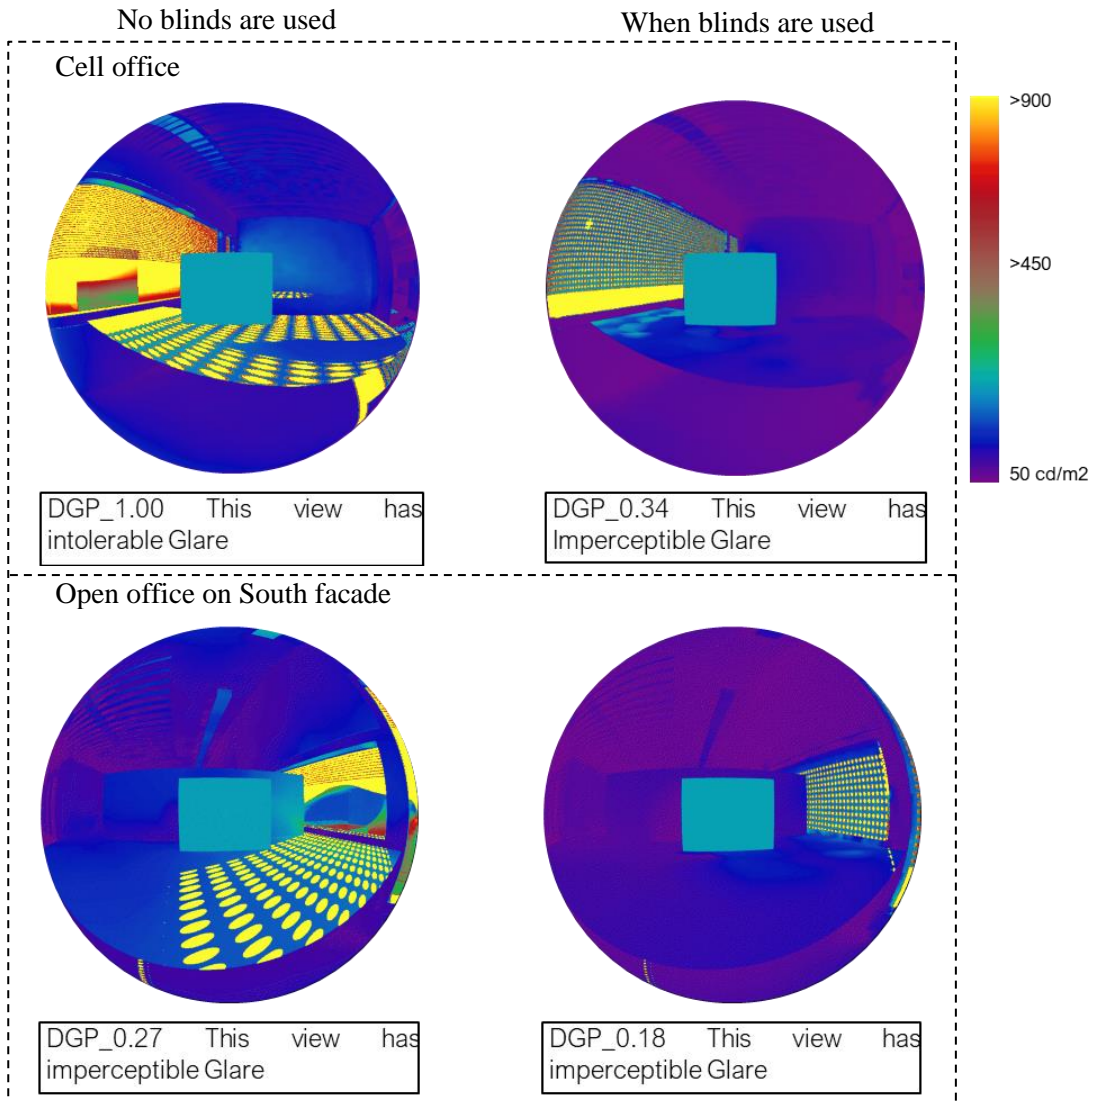 No blinds are used
When blinds are used
Cell office
>900
>450
50 cd/m2
DGP_1.00 This view has
intolerable Glare
DGP_0.34 This view has
Imperceptible Glare
Open office on South facade
DGP_0.27 This view has
imperceptible Glare
DGP_0.18 This view has
imperceptible Glare